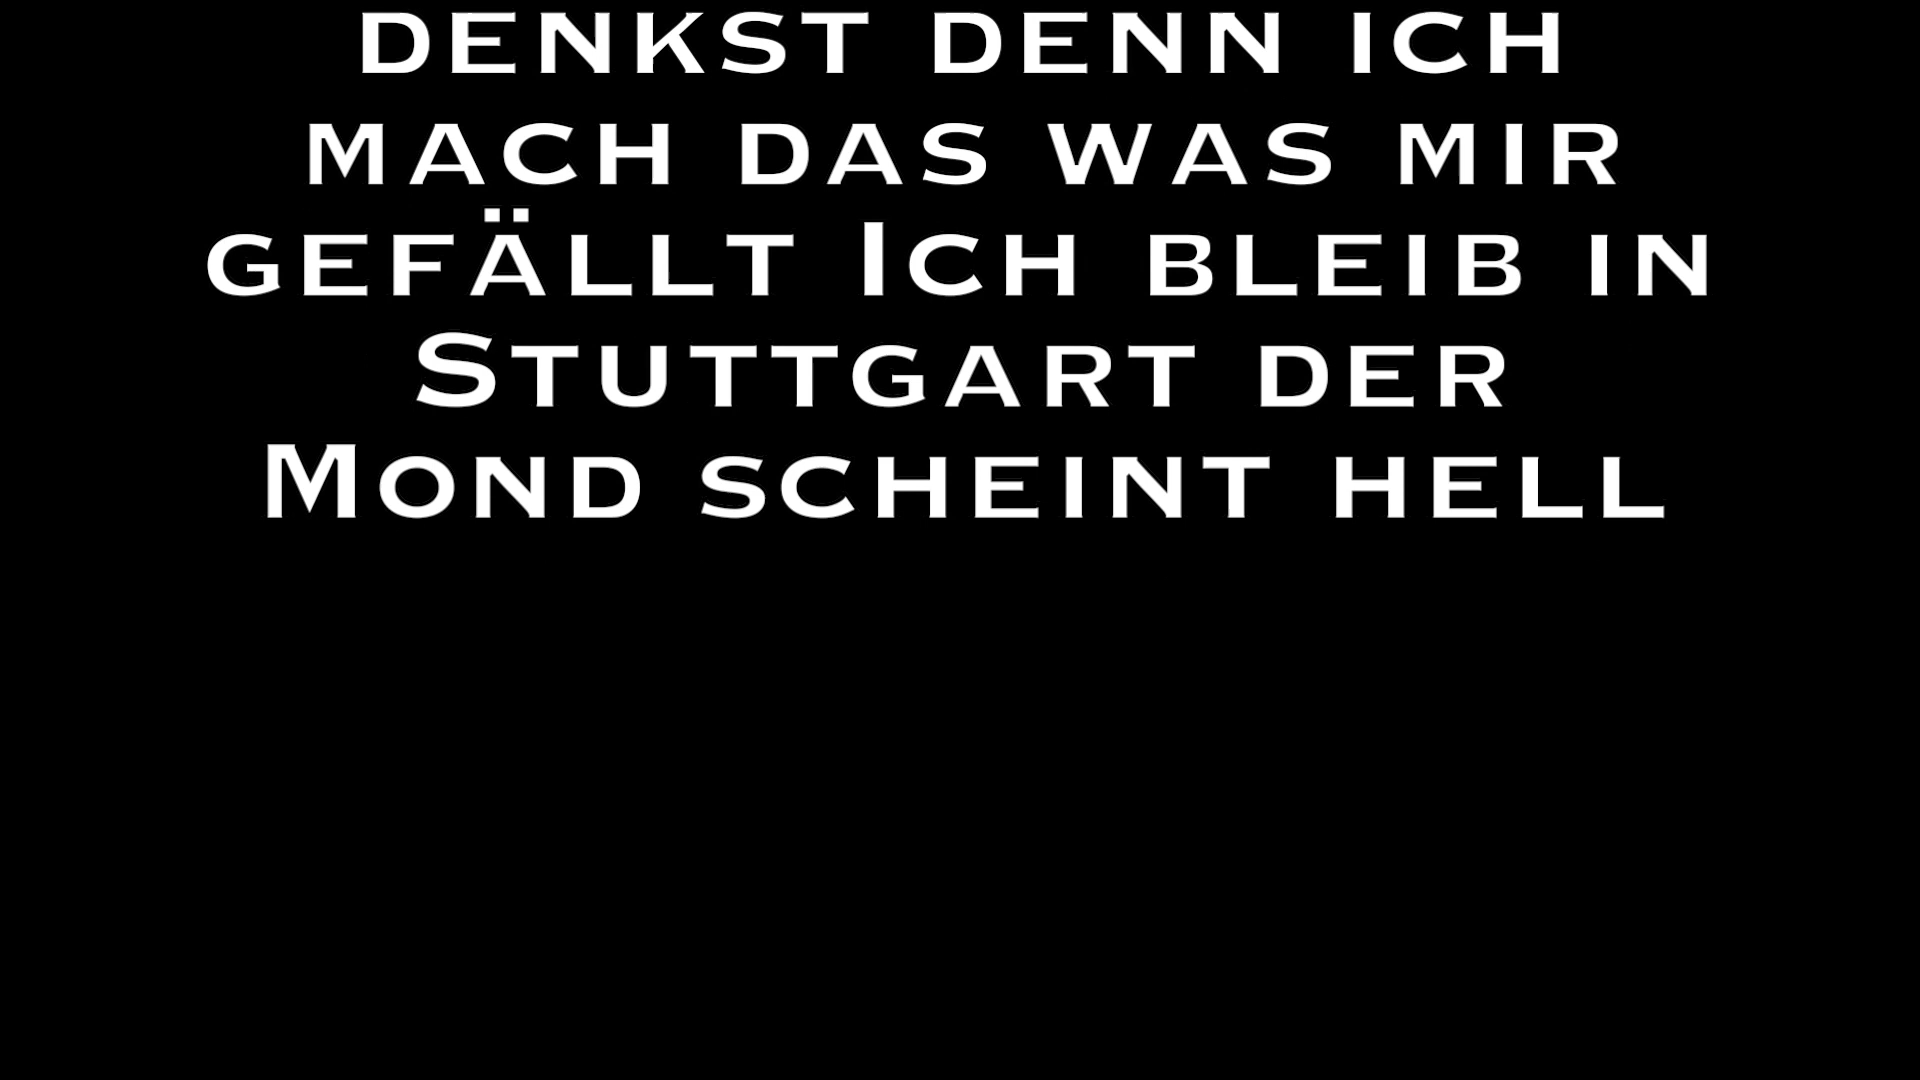 denkst denn ich
mach das was mir
gefällt Ich bleib in
Stuttgart der
Mond scheint hell